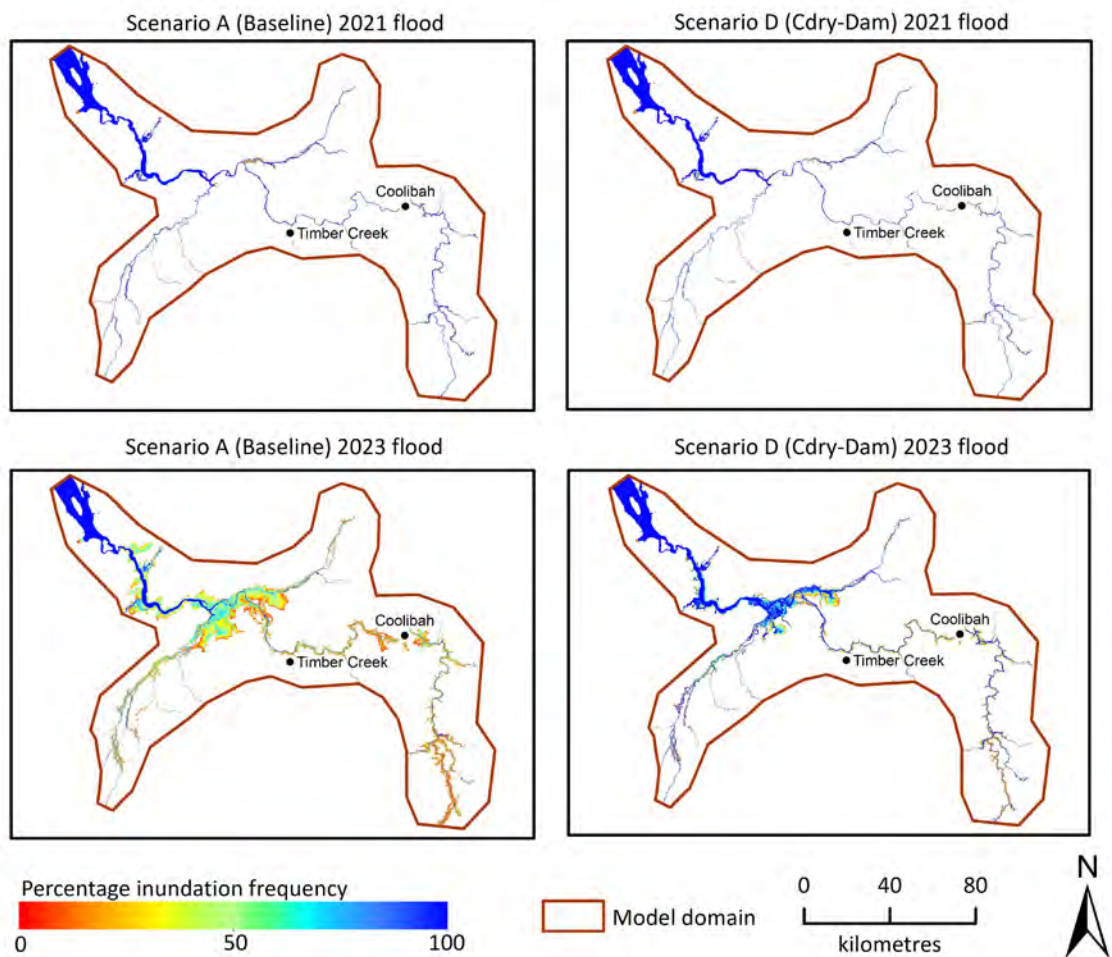 Scenario A (Baseline) 2021 flood
Scenario D (Cdry-Dam) 2021 flood
Coolibah
Timber Creek
Coolibah
Timber Creek
Scenario A (Baseline) 2023 flood
Scenario D (Cdry-Dam) 2023 flood
Coolibah
Timber Creek
Coolibah
Timber Creek
Percentage inundation frequency
0 50 100
Model domain
0 40 80
kilometres
N